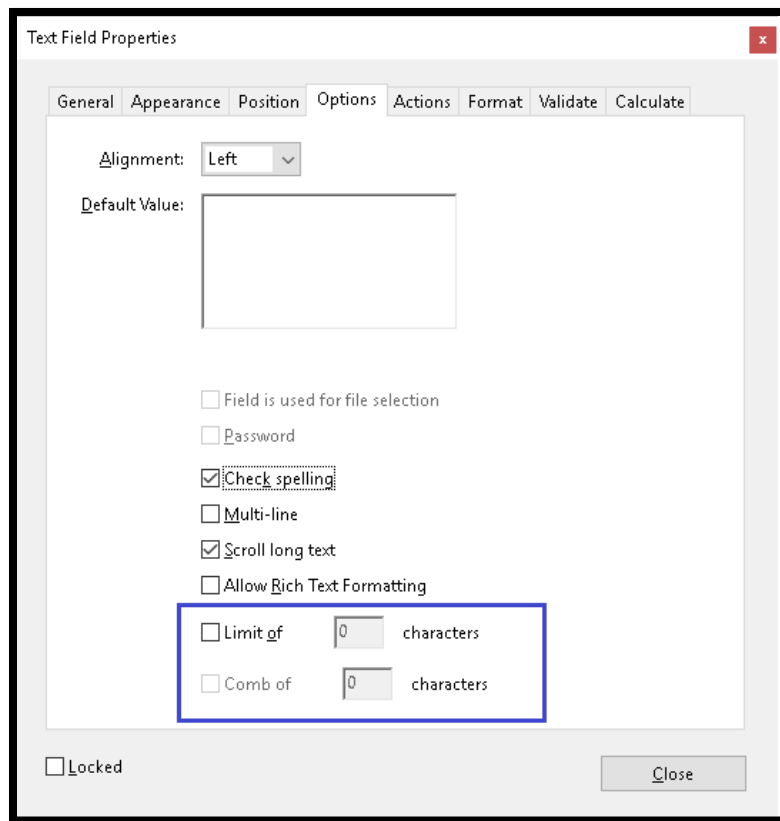 Text Field Properties
x
General Appearance Position Options Actions Format Validate Calculate
Alignment: Left
Default Value:
Field is used for file selection
Password
Check spelling
Multi-line
Scroll long text
Allow Rich Text Formatting
Limit of 0 characters
Comb of 0 characters
Locked
Close